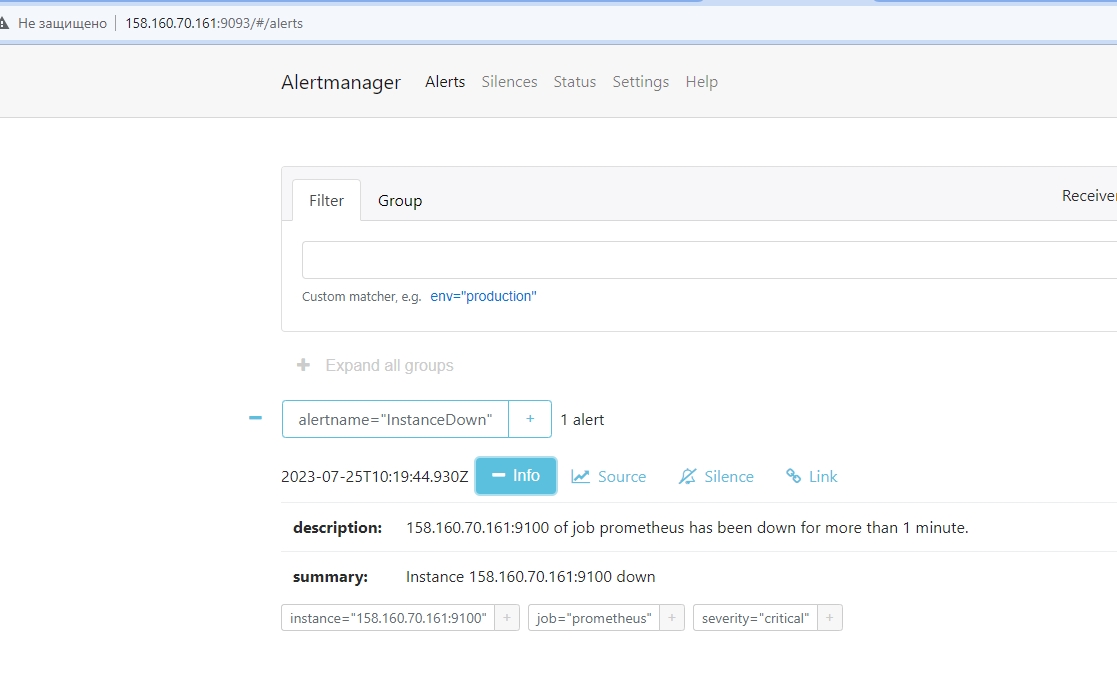 Не защищено 158.160.70.161:9093/#/alerts
Alertmanager Alerts Silences Status Settings Help
Filter Group Receive
Custom matcher, e.g. env="production"
+ Expand all groups
alertname="InstanceDown" + 1 alert
2023-07-25T10:19:44.930Z Info Source Silence Link
description: 158.160.70.161:9100 of job prometheus has been down for more than 1 minute.
summary: Instance 158.160.70.161:9100 down
instance="158.160.70.161:9100" + job="prometheus" + severity="critical" +